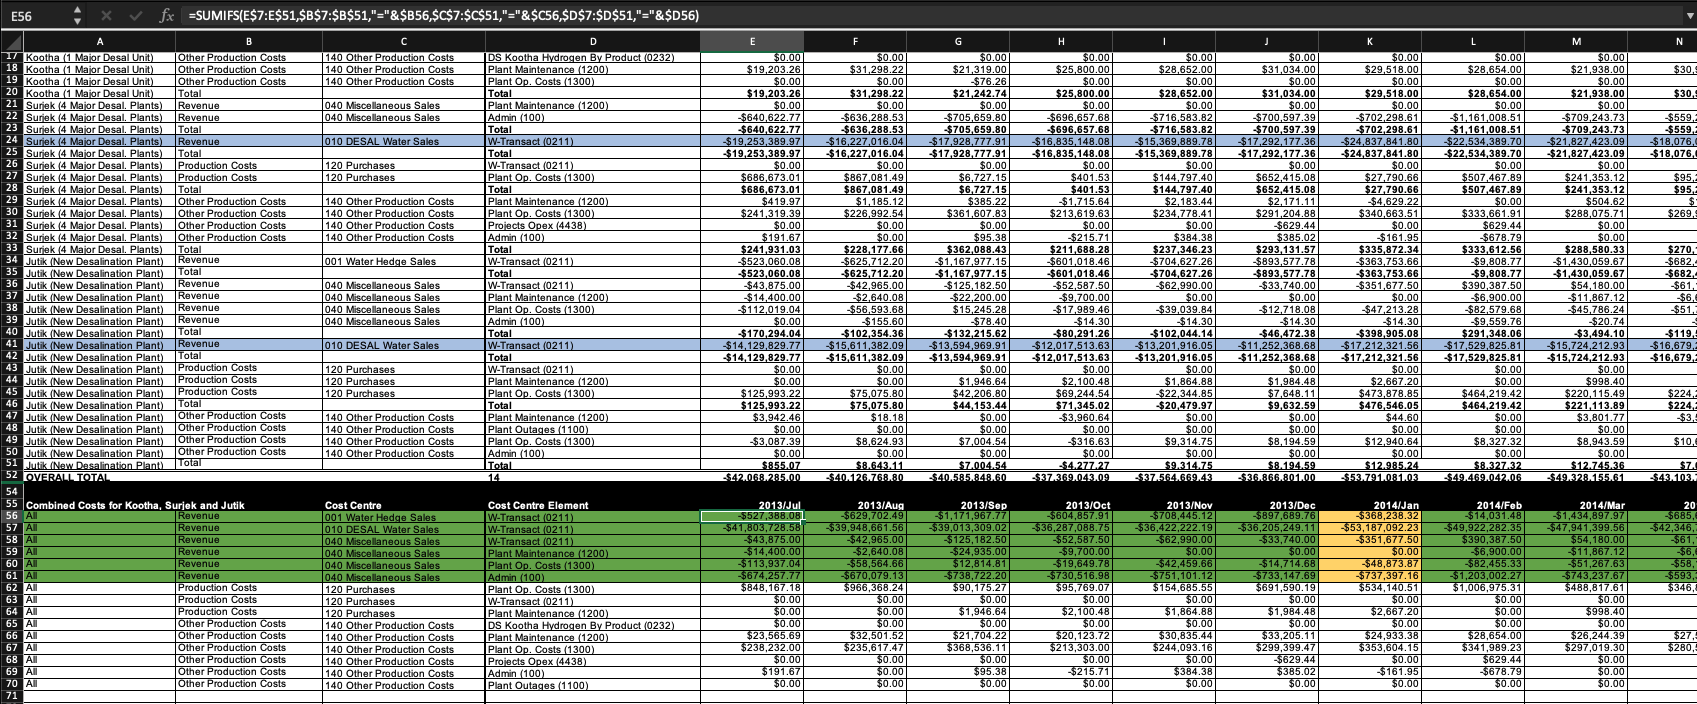 E56 fx =SUMIFS(E$7:E$51,$B$7:$B$51,"="&$B56,$C$7:$C$51,"="&$C56,$D$7:$D$51,"="&$D56)
A B C D E F G H I J K L M N
17 Kootha (1 Major Desal Unit) Other Production Costs 140 Other Production Costs DS Kootha Hydrogen By Product (0232) $0.00 $0.00 $0.00 $0.00 $0.00 $0.00 $0.00 $0.00 $0.00
18 Kootha (1 Major Desal Unit) Other Production Costs 140 Other Production Costs Plant Maintenance (1200) $19,203.26 $31,298.22 $21,319.00 $25,800.00 $28,652.00 $31,034.00 $29,518.00 $28,654.00 $21,938.00 $30,
19 Kootha (1 Major Desal Unit) Other Production Costs 140 Other Production Costs Plant Op. Costs (1300) $0.00 $0.00 -$76.26 $0.00 $0.00 $0.00 $0.00 $0.00 $0.00
20 Kootha (1 Major Desal Unit) Total Total $19,203.26 $31,298.22 $21,242.74 $25,800.00 $28,652.00 $31,034.00 $29,518.00 $28,654.00 $21,938.00 $30,
21 Surjek (4 Major Desal. Plants) Revenue 040 Miscellaneous Sales Plant Maintenance (1200) $0.00 $0.00 $0.00 $0.00 $0.00 $0.00 $0.00 $0.00 $0.00
22 Surjek (4 Major Desal. Plants) Revenue 040 Miscellaneous Sales Admin (100) -$640,622.77 -$636,288.53 -$705,659.80 -$696,657.68 -$716,583.82 -$700,597.39 -$702,298.61 -$1,161,008.51 -$709,243.73 -$559,
23 Surjek (4 Major Desal. Plants) Total Total -$640,622.77 -$636,288.53 -$705,659.80 -$696,657.68 -$716,583.82 -$700,597.39 -$702,298.61 -$1,161,008.51 -$709,243.73 -$559,
24 Surjek (4 Major Desal. Plants) Revenue 010 DESAL Water Sales W-Transact (0211) -$19,253,389.97 -$16,227,016.04 -$17,928,777.91 -$16,835,148.08 -$15,369,889.78 -$17,292,177.36 -$24,837,841.80 -$22,534,389.70 -$21,827,423.09 -$18,076,
25 Surjek (4 Major Desal. Plants) Total Total -$19,253,389.97 -$16,227,016.04 -$17,928,777.91 -$16,835,148.08 -$15,369,889.78 -$17,292,177.36 -$24,837,841.80 -$22,534,389.70 -$21,827,423.09 -$18,076,
26 Surjek (4 Major Desal. Plants) Production Costs 120 Purchases W-Transact (0211) $0.00 $0.00 $0.00 $0.00 $0.00 $0.00 $0.00 $0.00 $0.00
27 Surjek (4 Major Desal. Plants) Production Costs 120 Purchases Plant Op. Costs (1300) $686,673.01 $867,081.49 $6,727.15 $401.53 $144,797.40 $652,415.08 $27,790.66 $507,467.89 $241,353.12 $95,
28 Surjek (4 Major Desal. Plants) Total Total $686,673.01 $867,081.49 $6,727.15 $401.53 $144,797.40 $652,415.08 $27,790.66 $507,467.89 $241,353.12 $95,
29 Surjek (4 Major Desal. Plants) Other Production Costs 140 Other Production Costs Plant Maintenance (1200) $419.97 $1,185.12 $385.22 -$1,715.64 $2,183.44 $2,171.11 -$4,629.22 $0.00 $504.62
30 Surjek (4 Major Desal. Plants) Other Production Costs 140 Other Production Costs Plant Op. Costs (1300) $241,319.39 $226,992.54 $361,607.83 $213,619.63 $234,778.41 $291,204.88 $340,663.51 $333,661.91 $288,075.71 $269,
31 Surjek (4 Major Desal. Plants) Other Production Costs 140 Other Production Costs Projects Opex (4438) $0.00 $0.00 $0.00 $0.00 $0.00 -$629.44 $0.00 $629.44 $0.00
32 Surjek (4 Major Desal. Plants) Other Production Costs 140 Other Production Costs Admin (100) $191.67 $0.00 $95.38 -$215.71 $384.38 $385.02 -$161.95 -$678.79 $0.00
33 Surjek (4 Major Desal. Plants) Total Total $241,931.03 $228,177.66 $362,088.43 $211,688.28 $237,346.23 $293,131.57 $335,872.34 $333,612.56 $288,580.33 $270,
34 Jutik (New Desalination Plant) Revenue 001 Water Hedge Sales W-Transact (0211) -$523,060.08 -$625,712.20 -$1,167,977.15 -$601,018.46 -$704,627.26 -$893,577.78 -$363,753.66 -$9,808.77 -$1,430,059.67 -$682,
35 Jutik (New Desalination Plant) Total Total -$523,060.08 -$625,712.20 -$1,167,977.15 -$601,018.46 -$704,627.26 -$893,577.78 -$363,753.66 -$9,808.77 -$1,430,059.67 -$682,
36 Jutik (New Desalination Plant) Revenue 040 Miscellaneous Sales W-Transact (0211) -$43,875.00 -$42,965.00 -$125,182.50 -$52,587.50 -$62,990.00 -$33,740.00 -$351,677.50 $390,387.50 $54,180.00 -$61,
37 Jutik (New Desalination Plant) Revenue 040 Miscellaneous Sales Plant Maintenance (1200) -$14,400.00 -$2,640.08 -$22,200.00 -$9,700.00 $0.00 $0.00 $0.00 -$6,900.00 -$11,867.12 -$6,
38 Jutik (New Desalination Plant) Revenue 040 Miscellaneous Sales Plant Op. Costs (1300) -$112,019.04 -$56,593.68 $15,245.28 -$17,989.46 -$39,039.84 -$12,718.08 -$47,213.28 -$82,579.68 -$45,786.24 -$51,
39 Jutik (New Desalination Plant) Revenue 040 Miscellaneous Sales Admin (100) $0.00 -$155.60 -$78.40 -$14.30 -$14.30 -$14.30 -$14.30 -$9,559.76 -$20.74
40 Jutik (New Desalination Plant) Total Total -$170,294.04 -$102,354.36 -$132,215.62 -$80,291.26 -$102,044.14 -$46,472.38 -$398,905.08 $291,348.06 -$3,494.10 -$119,
41 Jutik (New Desalination Plant) Revenue 010 DESAL Water Sales W-Transact (0211) -$14,129,829.77 -$15,611,382.09 -$13,594,969.91 -$12,017,513.63 -$13,201,916.05 -$11,252,368.68 -$17,212,321.56 -$17,529,825.81 -$15,724,212.93 -$16,679,
42 Jutik (New Desalination Plant) Total Total -$14,129,829.77 -$15,611,382.09 -$13,594,969.91 -$12,017,513.63 -$13,201,916.05 -$11,252,368.68 -$17,212,321.56 -$17,529,825.81 -$15,724,212.93 -$16,679,
43 Jutik (New Desalination Plant) Production Costs 120 Purchases W-Transact (0211) $0.00 $0.00 $0.00 $0.00 $0.00 $0.00 $0.00 $0.00 $0.00
44 Jutik (New Desalination Plant) Production Costs 120 Purchases Plant Maintenance (1200) $0.00 $0.00 $1,946.64 $2,100.48 $1,864.88 $1,984.48 $2,667.20 $0.00 $998.40
45 Jutik (New Desalination Plant) Production Costs 120 Purchases Plant Op. Costs (1300) $125,993.22 $75,075.80 $42,206.80 $69,244.54 -$22,344.85 $7,648.11 $473,878.85 $464,219.42 $220,115.49 $224,
46 Jutik (New Desalination Plant) Total Total $125,993.22 $75,075.80 $44,153.44 $71,345.02 -$20,479.97 $9,632.59 $476,546.05 $464,219.42 $221,113.89 $224,
47 Jutik (New Desalination Plant) Other Production Costs 140 Other Production Costs Plant Maintenance (1200) $3,942.46 $18.18 $0.00 -$3,960.64 $0.00 $0.00 $44.60 $0.00 $3,801.77 -$3,
48 Jutik (New Desalination Plant) Other Production Costs 140 Other Production Costs Plant Outages (1100) $0.00 $0.00 $0.00 $0.00 $0.00 $0.00 $0.00 $0.00 $0.00
49 Jutik (New Desalination Plant) Other Production Costs 140 Other Production Costs Plant Op. Costs (1300) -$3,087.39 $8,624.93 $7,004.54 -$316.63 $9,314.75 $8,194.59 $12,940.64 $8,327.32 $8,943.59 $10,
50 Jutik (New Desalination Plant) Other Production Costs 140 Other Production Costs Admin (100) $0.00 $0.00 $0.00 $0.00 $0.00 $0.00 $0.00 $0.00 $0.00
51 Jutik (New Desalination Plant) Total Total $855.07 $8,643.11 $7,004.54 -$4,277.27 $9,314.75 $8,194.59 $12,985.24 $8,327.32 $12,745.36 $7,
52 OVERALL TOTAL 14 -$42,068,285.00 -$40,126,768.80 -$40,585,848.60 -$37,369,043.09 -$37,564,669.43 -$36,866,801.00 -$53,791,081.03 -$49,469,042.06 -$49,328,155.61 -$43,103,
54
55 Combined Costs for Kootha, Surjek and Jutik Cost Centre Cost Centre Element 2013/Jul 2013/Aug 2013/Sep 2013/Oct 2013/Nov 2013/Dec 2014/Jan 2014/Feb 2014/Mar 20
56 All Revenue 001 Water Hedge Sales W-Transact (0211) -$527,388.08 -$629,702.49 -$1,171,967.77 -$604,857.91 -$708,445.12 -$897,689.76 -$368,238.32 -$14,031.48 -$1,434,897.97 -$685,
57 All Revenue 010 DESAL Water Sales W-Transact (0211) -$41,803,728.58 -$39,948,661.56 -$39,013,309.02 -$36,287,088.75 -$36,422,222.19 -$36,205,249.11 -$53,187,092.23 -$49,922,282.35 -$47,941,399.56 -$42,346,
58 All Revenue 040 Miscellaneous Sales W-Transact (0211) -$43,875.00 -$42,965.00 -$125,182.50 -$52,587.50 -$62,990.00 -$33,740.00 -$351,677.50 $390,387.50 $54,180.00 -$61,
59 All Revenue 040 Miscellaneous Sales Plant Maintenance (1200) -$14,400.00 -$2,640.08 -$24,935.00 -$9,700.00 $0.00 $0.00 $0.00 -$6,900.00 -$11,867.12 -$6,
60 All Revenue 040 Miscellaneous Sales Plant Op. Costs (1300) -$113,937.04 -$58,564.66 $12,814.81 -$19,649.78 -$42,459.66 -$14,714.68 -$48,873.87 -$82,455.33 -$51,267.63 -$58,
61 All Revenue 040 Miscellaneous Sales Admin (100) -$674,257.77 -$670,079.13 -$738,722.20 -$730,516.98 -$751,101.12 -$733,147.69 -$737,397.16 -$1,203,002.27 -$743,237.67 -$593,
62 All Production Costs 120 Purchases Plant Op. Costs (1300) $848,167.18 $966,368.24 $90,175.27 $95,769.07 $154,685.55 $691,590.19 $534,140.51 $1,006,975.31 $488,817.61 $346,
63 All Production Costs 120 Purchases W-Transact (0211) $0.00 $0.00 $0.00 $0.00 $0.00 $0.00 $0.00 $0.00 $0.00
64 All Production Costs 120 Purchases Plant Maintenance (1200) $0.00 $0.00 $1,946.64 $2,100.48 $1,864.88 $1,984.48 $2,667.20 $0.00 $998.40
65 All Other Production Costs 140 Other Production Costs DS Kootha Hydrogen By Product (0232) $0.00 $0.00 $0.00 $0.00 $0.00 $0.00 $0.00 $0.00 $0.00
66 All Other Production Costs 140 Other Production Costs Plant Maintenance (1200) $23,565.69 $32,501.52 $21,704.22 $20,123.72 $30,835.44 $33,205.11 $24,933.38 $28,654.00 $26,244.39 $27,
67 All Other Production Costs 140 Other Production Costs Plant Op. Costs (1300) $238,232.00 $235,617.47 $368,536.11 $213,303.00 $244,093.16 $299,399.47 $353,604.15 $341,989.23 $297,019.30 $280,
68 All Other Production Costs 140 Other Production Costs Projects Opex (4438) $0.00 $0.00 $0.00 $0.00 $0.00 -$629.44 $0.00 $629.44 $0.00
69 All Other Production Costs 140 Other Production Costs Admin (100) $191.67 $0.00 $95.38 -$215.71 $384.38 $385.02 -$161.95 -$678.79 $0.00
70 All Other Production Costs 140 Other Production Costs Plant Outages (1100) $0.00 $0.00 $0.00 $0.00 $0.00 $0.00 $0.00 $0.00 $0.00
71